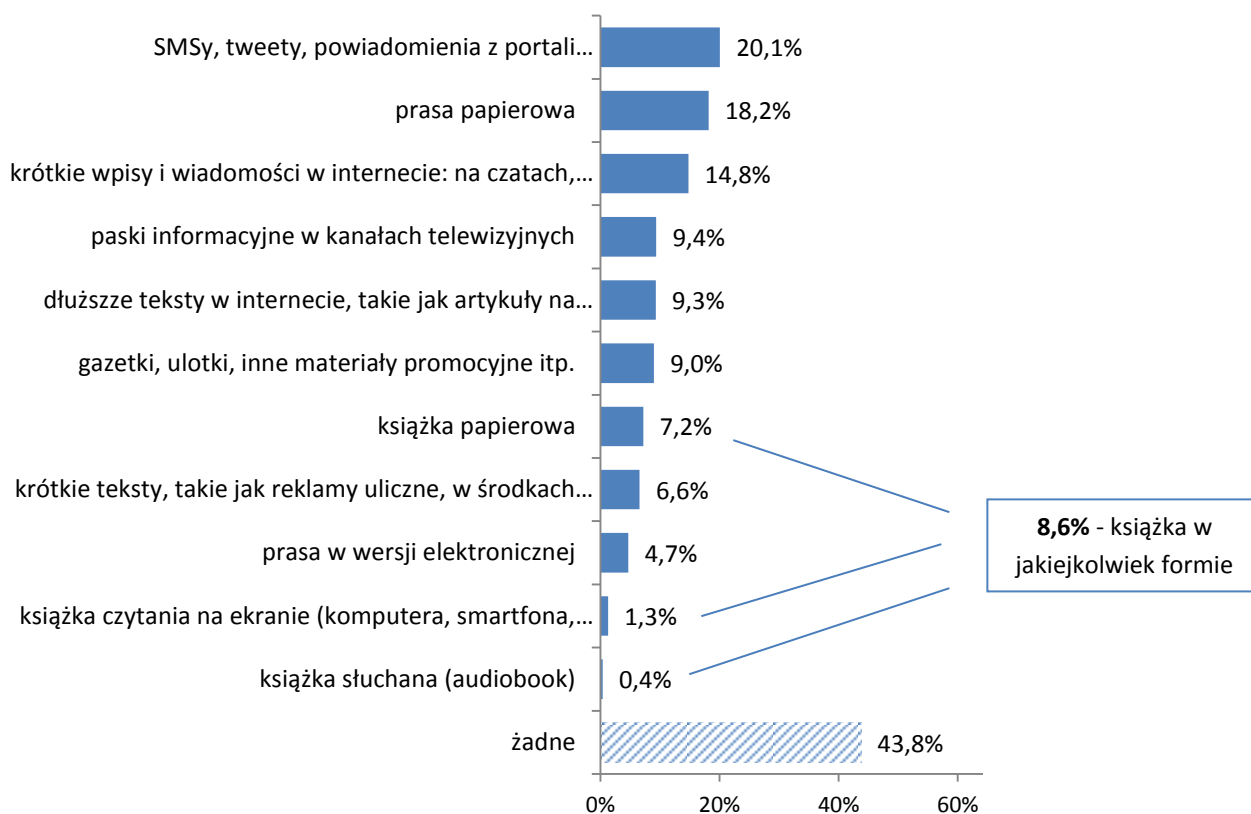 SMSy, tweety, powiadomienia z portali...
20,1%
prasa papierowa
18,2%
krótkie wpisy i wiadomości w internecie: na czatach,...
14,8%
paski informacyjne w kanałach telewizyjnych
9,4%
dłuższze teksty w internecie, takie jak artykuły na...
9,3%
gazetki, ulotki, inne materiały promocyjne itp.
9,0%
książka papierowa
7,2%
krótkie teksty, takie jak reklamy uliczne, w środkach...
6,6%
prasa w wersji elektronicznej
4,7%
książka czytania na ekranie (komputera, smartfona,...
1,3%
książka słuchana (audiobook)
0,4%
żadne
43,8%
8,6% - książka w
jakiejkolwiek formie
0%
20%
40%
60%